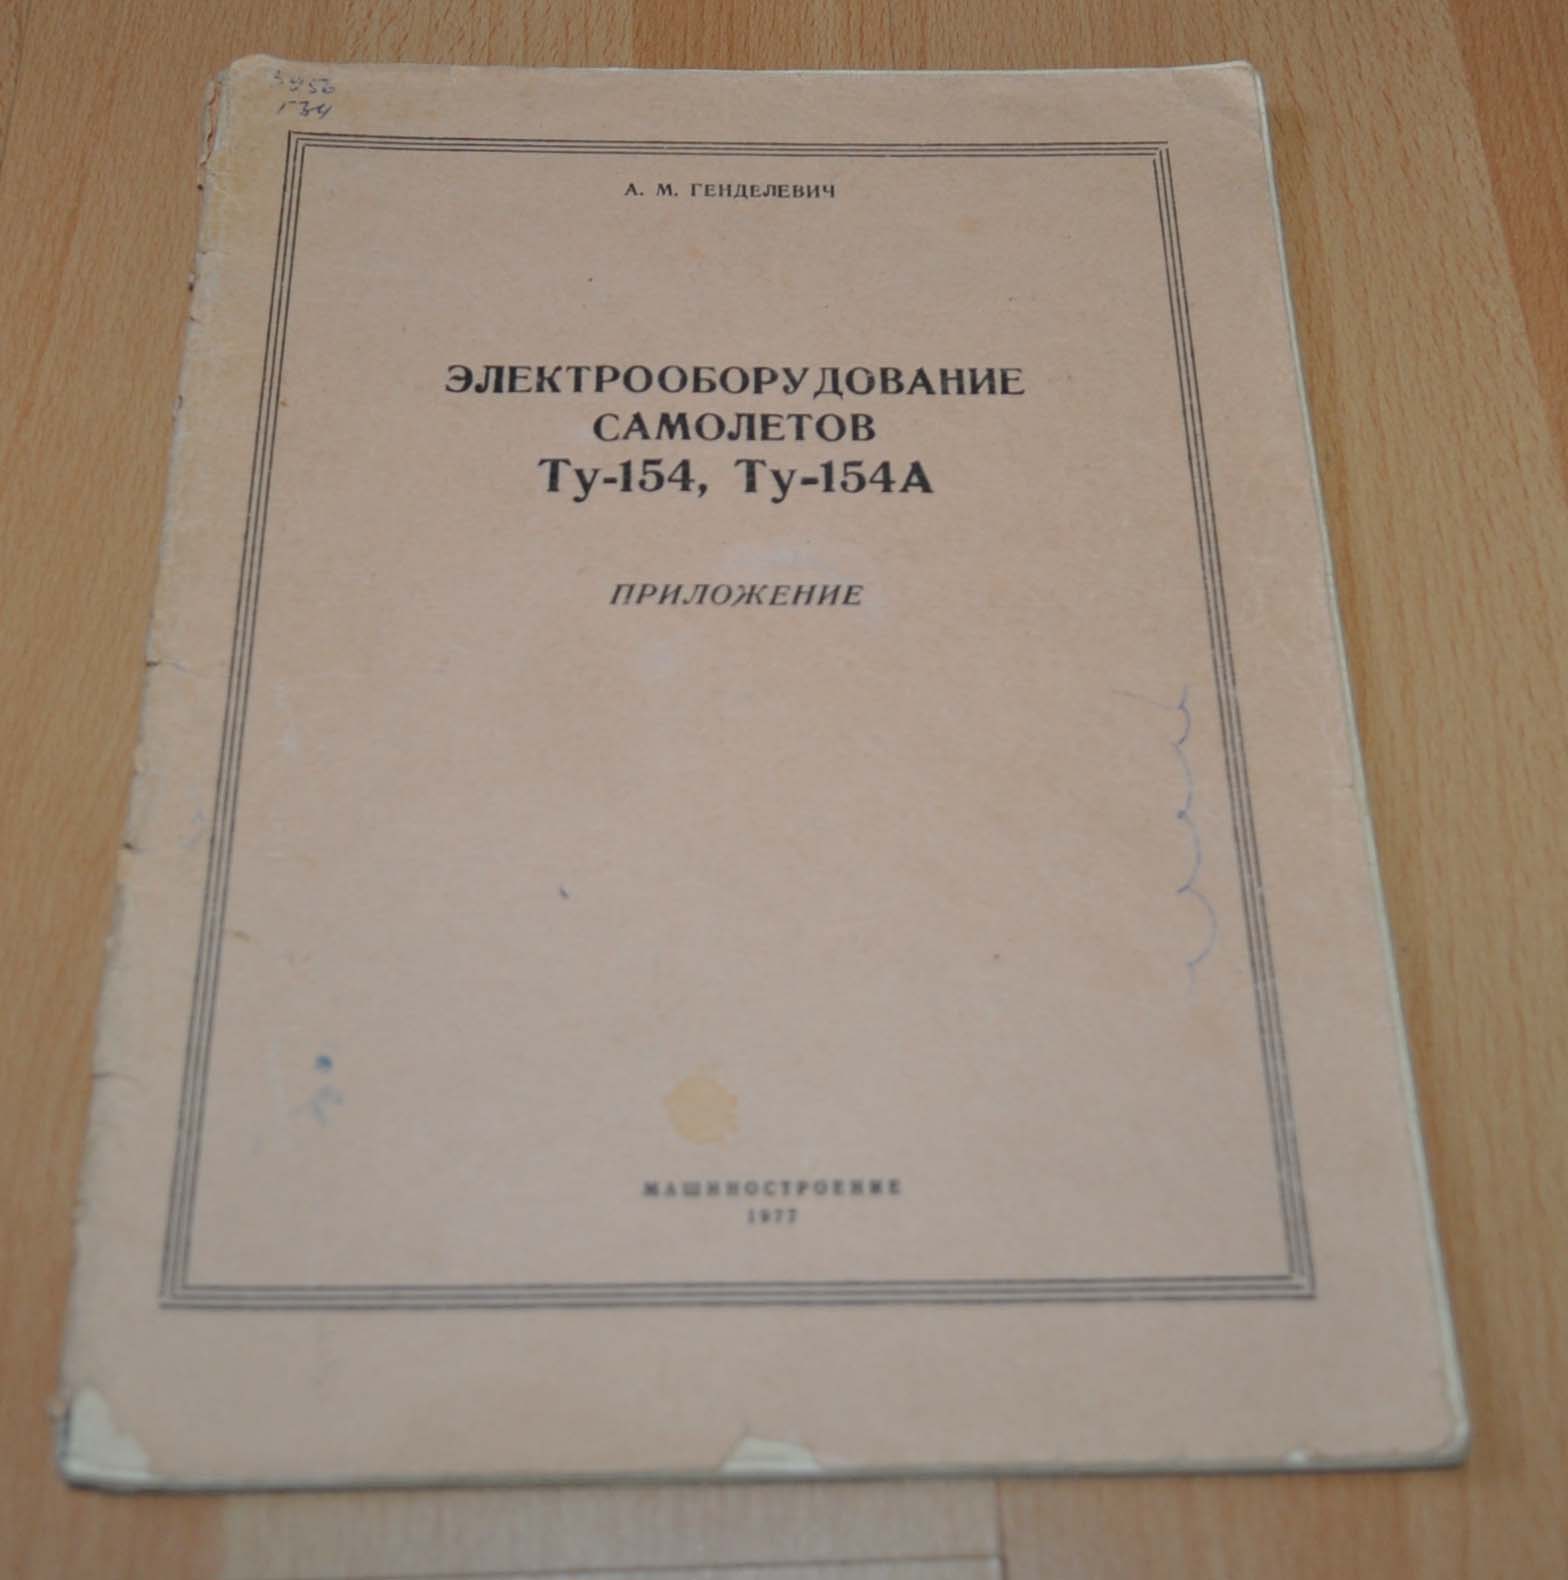 А. М. ГЕНДЕЛЕВИЧ
ЭЛЕКТРООБОРУДОВАНИЕ
САМОЛЕТОВ
Ту-154, Ту-154А
ПРИЛОЖЕНИЕ
МАШИНОСТРОЕНИЕ
1977